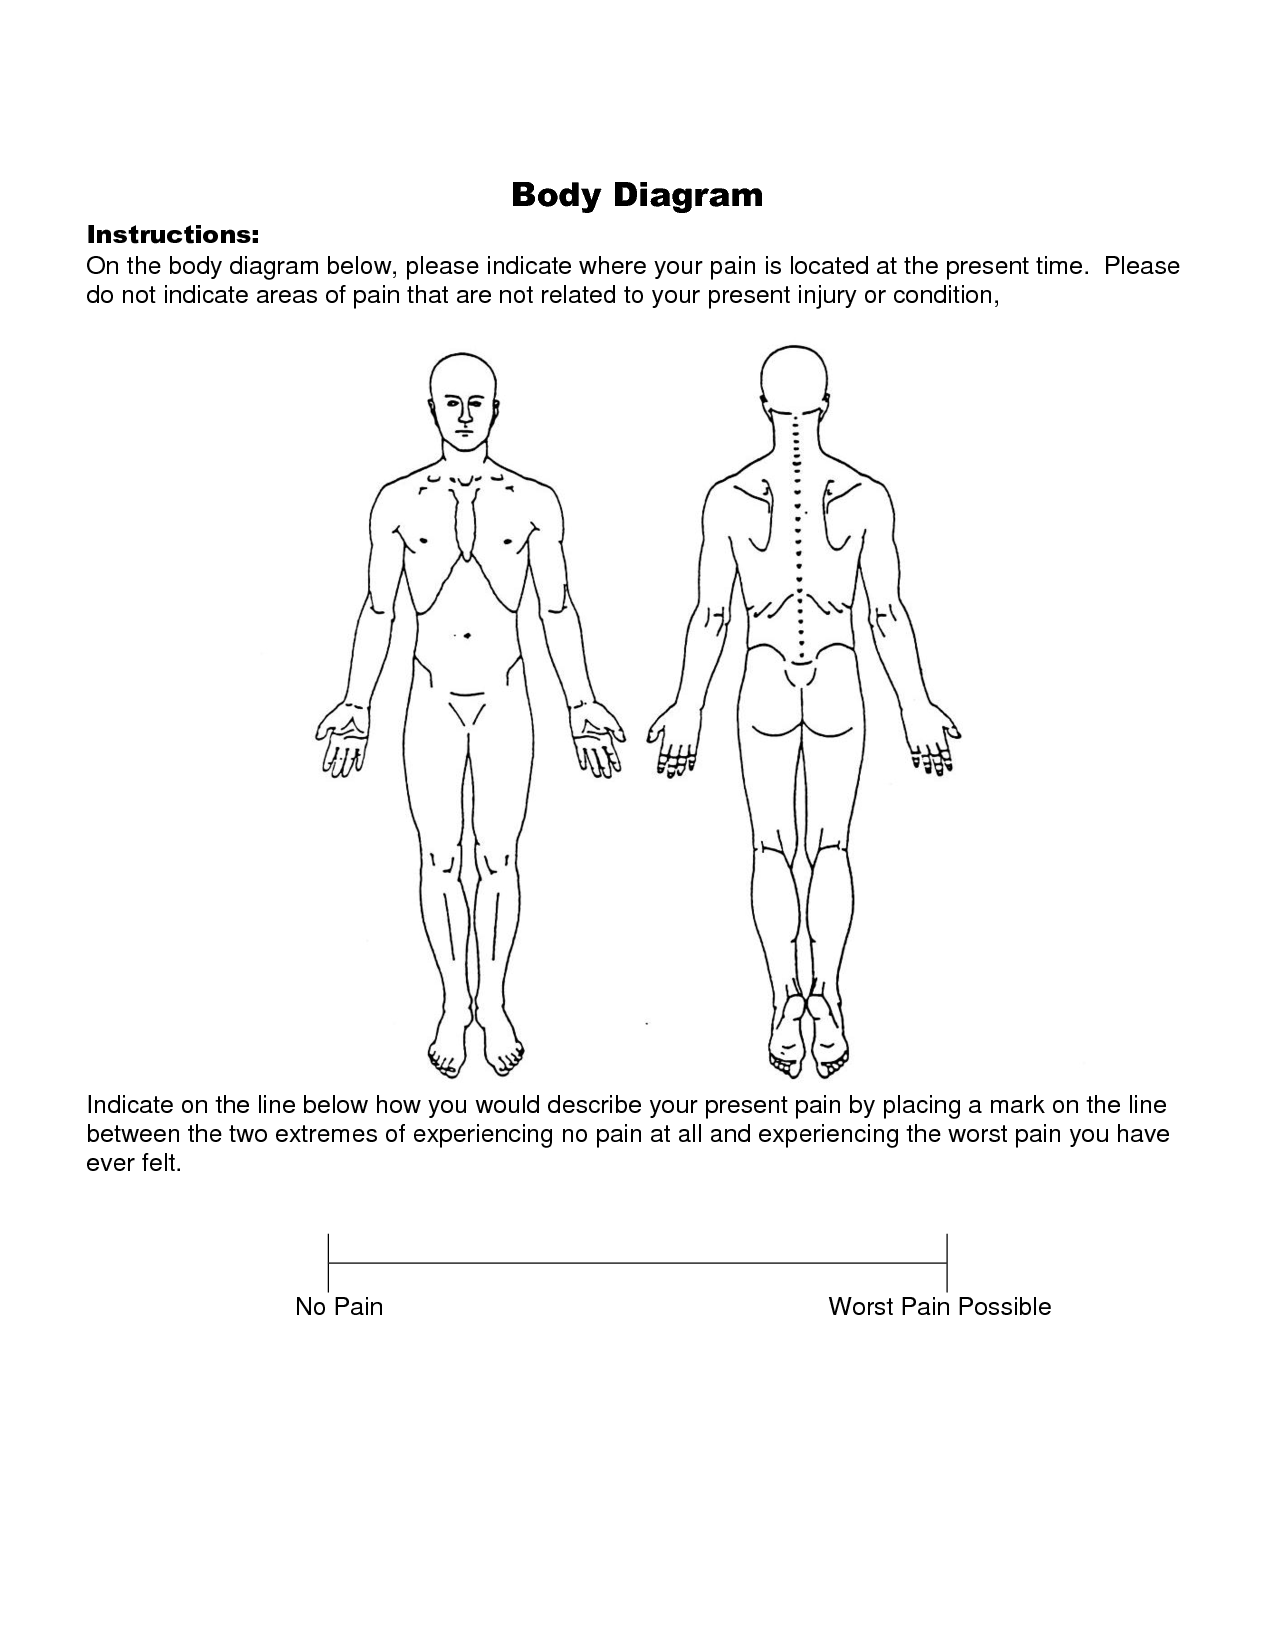 Body Diagram
Instructions:
On the body diagram below, please indicate where your pain is located at the present time.  Please
do not indicate areas of pain that are not related to your present injury or condition,
Indicate on the line below how you would describe your present pain by placing a mark on the line
between the two extremes of experiencing no pain at all and experiencing the worst pain you have
ever felt.
No Pain Worst Pain Possible